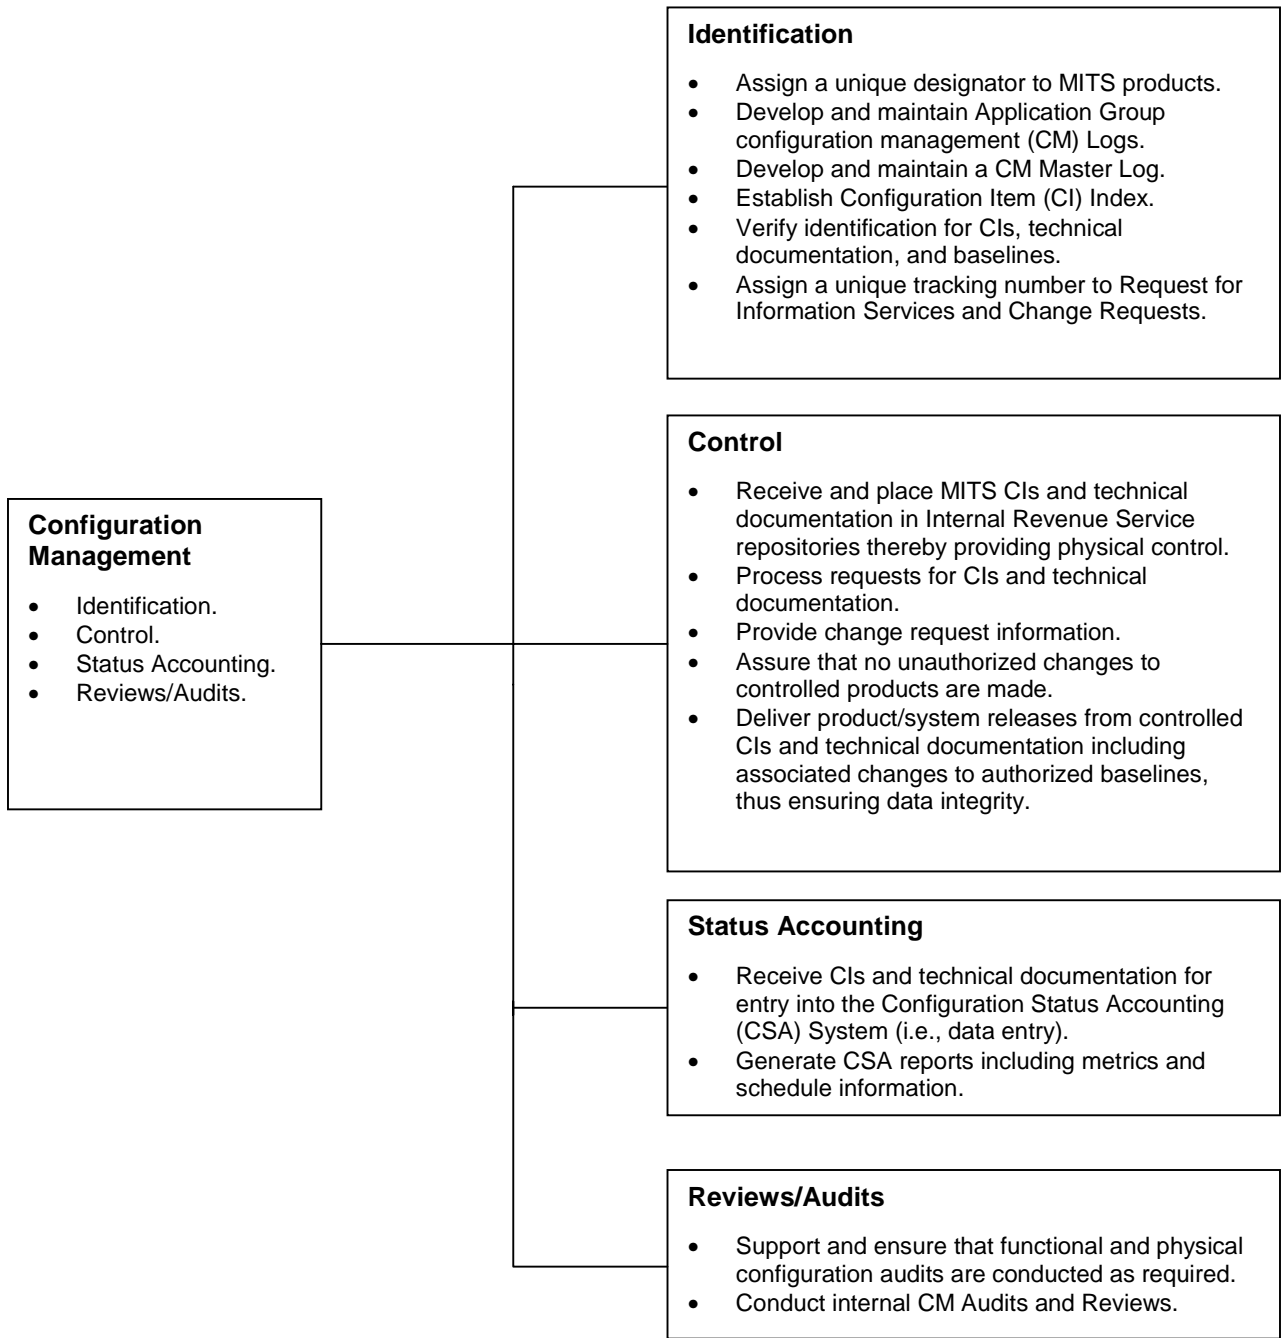 Identification
• Assign a unique designator to MITS products.
• Develop and maintain Application Group
configuration management (CM) Logs.
• Develop and maintain a CM Master Log.
• Establish Configuration Item (CI) Index.
• Verify identification for CIs, technical
documentation, and baselines.
• Assign a unique tracking number to Request for
Information Services and Change Requests.
Control
• Receive and place MITS CIs and technical
documentation in Internal Revenue Service
repositories thereby providing physical control.
• Process requests for CIs and technical
documentation.
• Provide change request information.
• Assure that no unauthorized changes to
controlled products are made.
• Deliver product/system releases from controlled
CIs and technical documentation including
associated changes to authorized baselines,
thus ensuring data integrity.
Configuration
Management
• Identification.
• Control.
• Status Accounting.
• Reviews/Audits.
Status Accounting
• Receive CIs and technical documentation for
entry into the Configuration Status Accounting
(CSA) System (i.e., data entry).
• Generate CSA reports including metrics and
schedule information.
Reviews/Audits
• Support and ensure that functional and physical
configuration audits are conducted as required.
• Conduct internal CM Audits and Reviews.